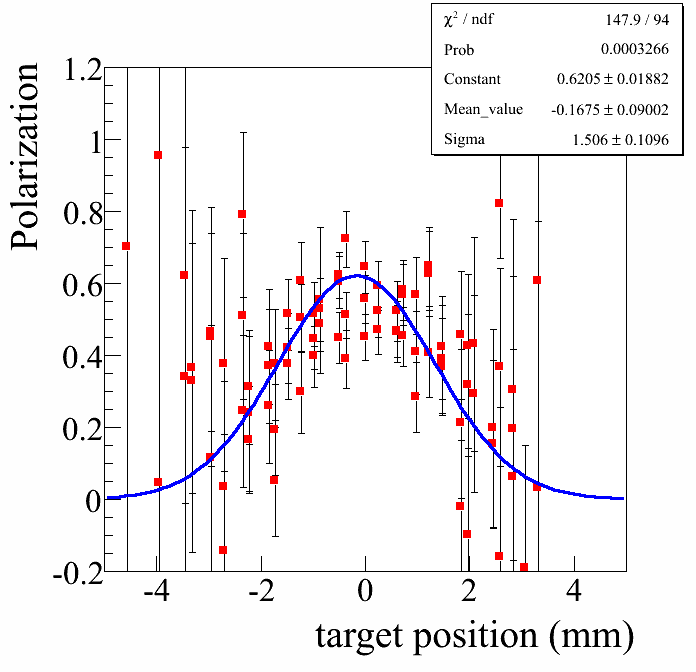 χ² / ndf 147.9 / 94
Prob 0.0003266
Constant 0.6205 ± 0.01882
Mean_value -0.1675 ± 0.09002
Sigma 1.506 ± 0.1096
Polarization
1.2
1
0.8
0.6
0.4
0.2
0
-0.2
-4 -2 0 2 4
target position (mm)